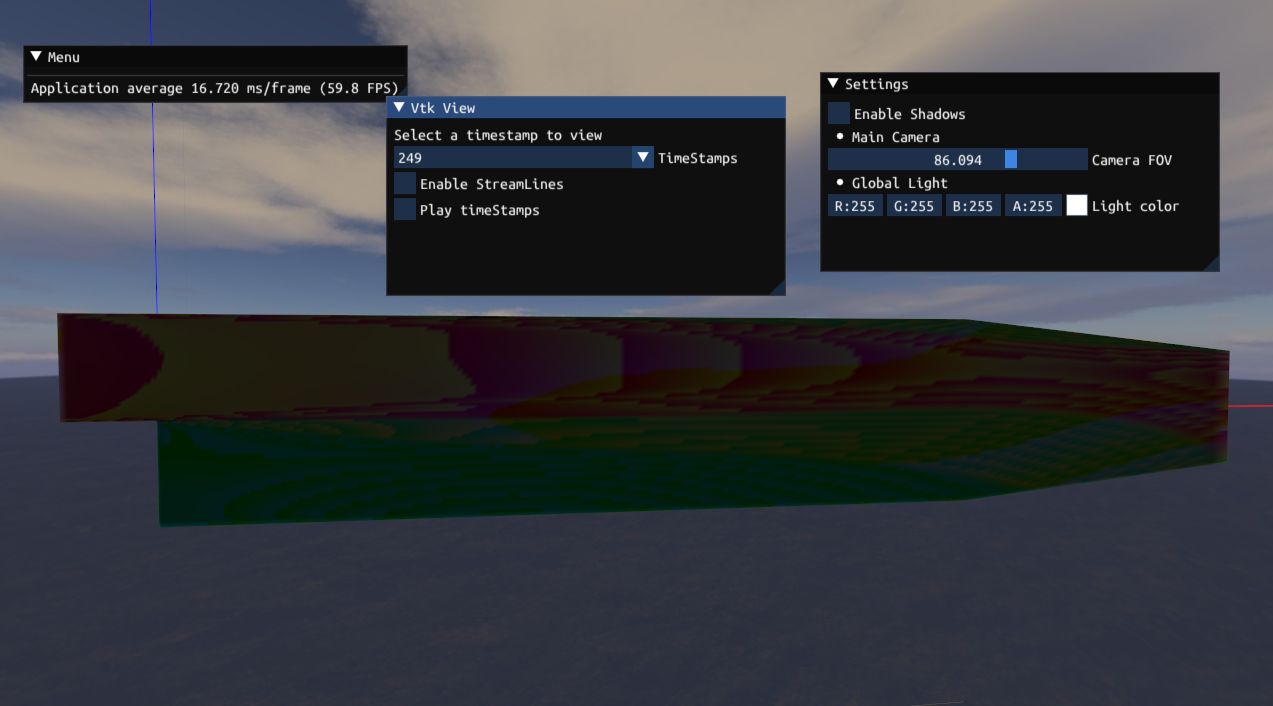 Menu
Application average 16.720 ms/frame (59.8 FPS)
Vtk View
Select a timestamp to view
249 TimeStamps
Enable StreamLines
Play timeStamps
Settings
Enable Shadows
Main Camera
86.094 Camera FOV
Global Light
R:255 G:255 B:255 A:255 Light color